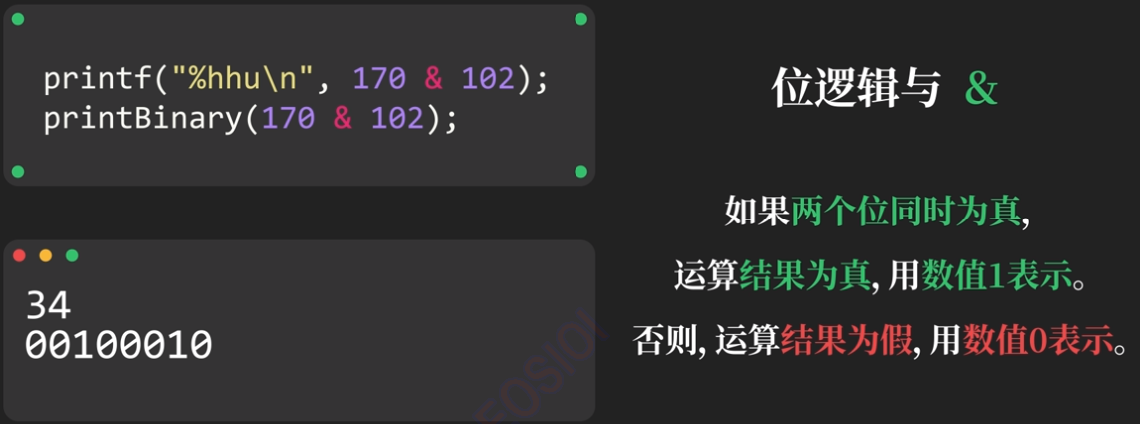 printf("%hhu\n", 170 & 102);
printBinary(170 & 102);
34
00100010
位逻辑与 &
如果两个位同时为真,
运算结果为真, 用数值1表示。
否则, 运算结果为假, 用数值0表示。